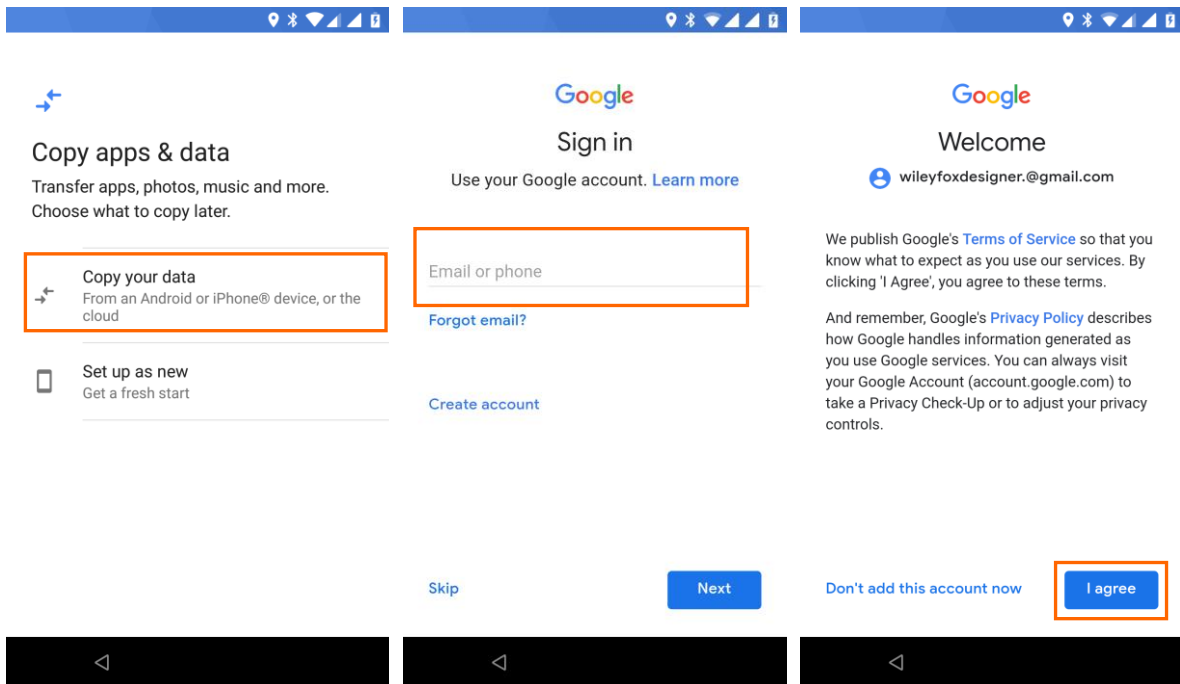 Copy apps & data
Transfer apps, photos, music and more.
Choose what to copy later.
Copy your data
From an Android or iPhone® device, or the
cloud
Set up as new
Get a fresh start
Google
Sign in
Use your Google account. Learn more
Email or phone
Forgot email?
Create account
Skip
Next
Google
Welcome
wileyfoxdesigner.@gmail.com
We publish Google's Terms of Service so that you
know what to expect as you use our services. By
clicking 'I Agree', you agree to these terms.
And remember, Google's Privacy Policy describes
how Google handles information generated as
you use Google services. You can always visit
your Google Account (account.google.com) to
take a Privacy Check-Up or to adjust your privacy
controls.
Don't add this account now
I agree